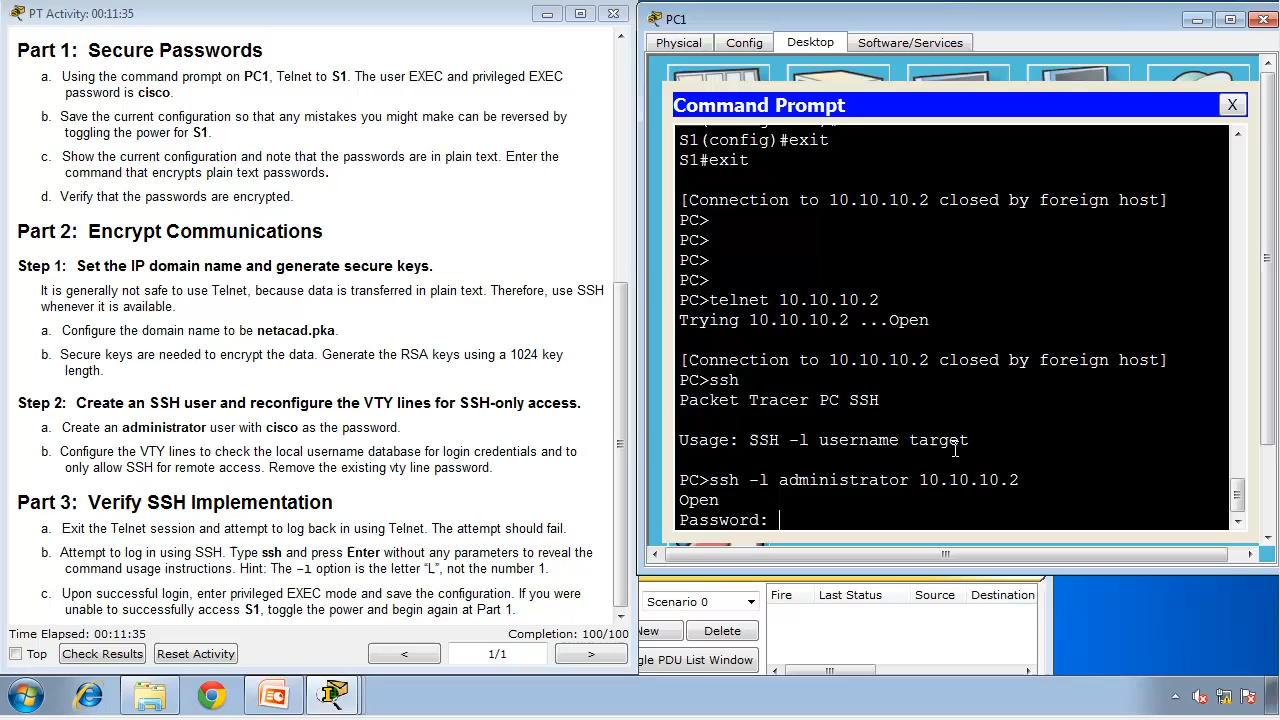 PT Activity: 00:11:35
Part 1: Secure Passwords
a. Using the command prompt on PC1, Telnet to S1. The user EXEC and privileged EXEC
password is cisco.
b. Save the current configuration so that any mistakes you might make can be reversed by
toggling the power for S1.
c. Show the current configuration and note that the passwords are in plain text. Enter the
command that encrypts plain text passwords.
d. Verify that the passwords are encrypted.
Part 2: Encrypt Communications
Step 1: Set the IP domain name and generate secure keys.
It is generally not safe to use Telnet, because data is transferred in plain text. Therefore, use SSH
whenever it is available.
a. Configure the domain name to be netacad.pka.
b. Secure keys are needed to encrypt the data. Generate the RSA keys using a 1024 key
length.
Step 2: Create an SSH user and reconfigure the VTY lines for SSH-only access.
a. Create an administrator user with cisco as the password.
b. Configure the VTY lines to check the local username database for login credentials and to
only allow SSH for remote access. Remove the existing vty line password.
Part 3: Verify SSH Implementation
a. Exit the Telnet session and attempt to log back in using Telnet. The attempt should fail.
b. Attempt to log in using SSH. Type ssh and press Enter without any parameters to reveal the
command usage instructions. Hint: The -l option is the letter “L”, not the number 1.
c. Upon successful login, enter privileged EXEC mode and save the configuration. If you were
unable to successfully access S1, toggle the power and begin again at Part 1.
Time Elapsed: 00:11:35 Completion: 100/100
Top Check Results Reset Activity < 1/1 >
PC1
Physical Config Desktop Software/Services
Command Prompt X
S1(config)#exit
S1#exit
[Connection to 10.10.10.2 closed by foreign host]
PC>
PC>
PC>
PC>
PC>telnet 10.10.10.2
Trying 10.10.10.2 ...Open
[Connection to 10.10.10.2 closed by foreign host]
PC>ssh
Packet Tracer PC SSH
Usage: SSH -l username target
PC>ssh -l administrator 10.10.10.2
Open
Password:
Scenario 0 Fire Last Status Source Destination
New Delete
gle PDU List Window